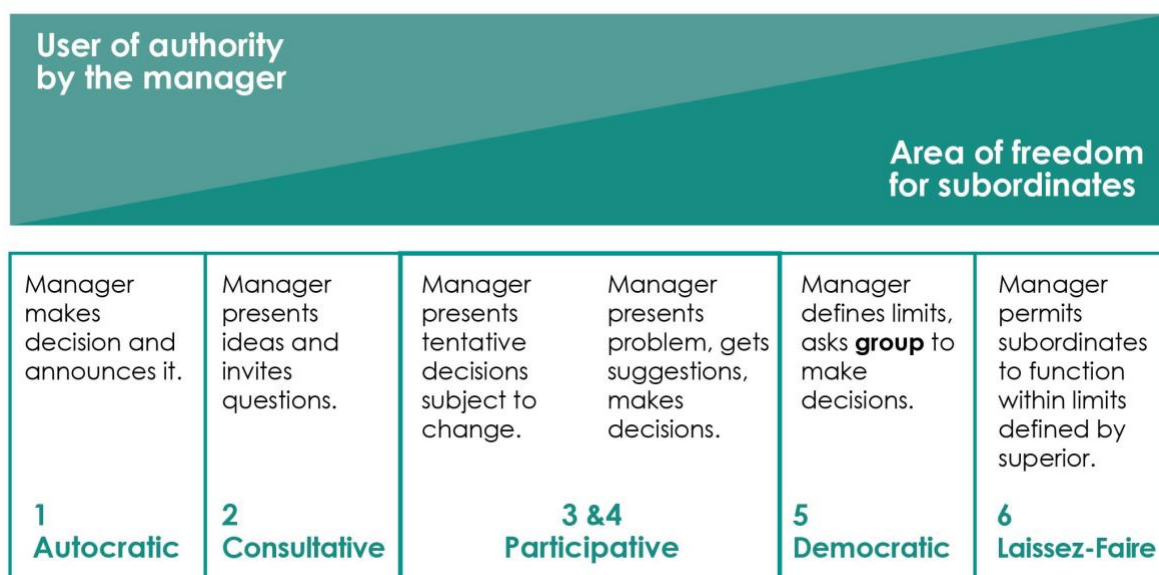 User of authority
by the manager
Area of freedom
for subordinates
Manager
makes
decision and
announces it.
1
Autocratic
Manager
presents
ideas and
invites
questions.
2
Consultative
Manager
presents
tentative
decisions
subject to
change.
Manager
presents
problem, gets
suggestions,
makes
decisions.
3 &4
Participative
Manager
defines limits,
asks group to
make
decisions.
5
Democratic
Manager
permits
subordinates
to function
within limits
defined by
superior.
6
Laissez-Faire